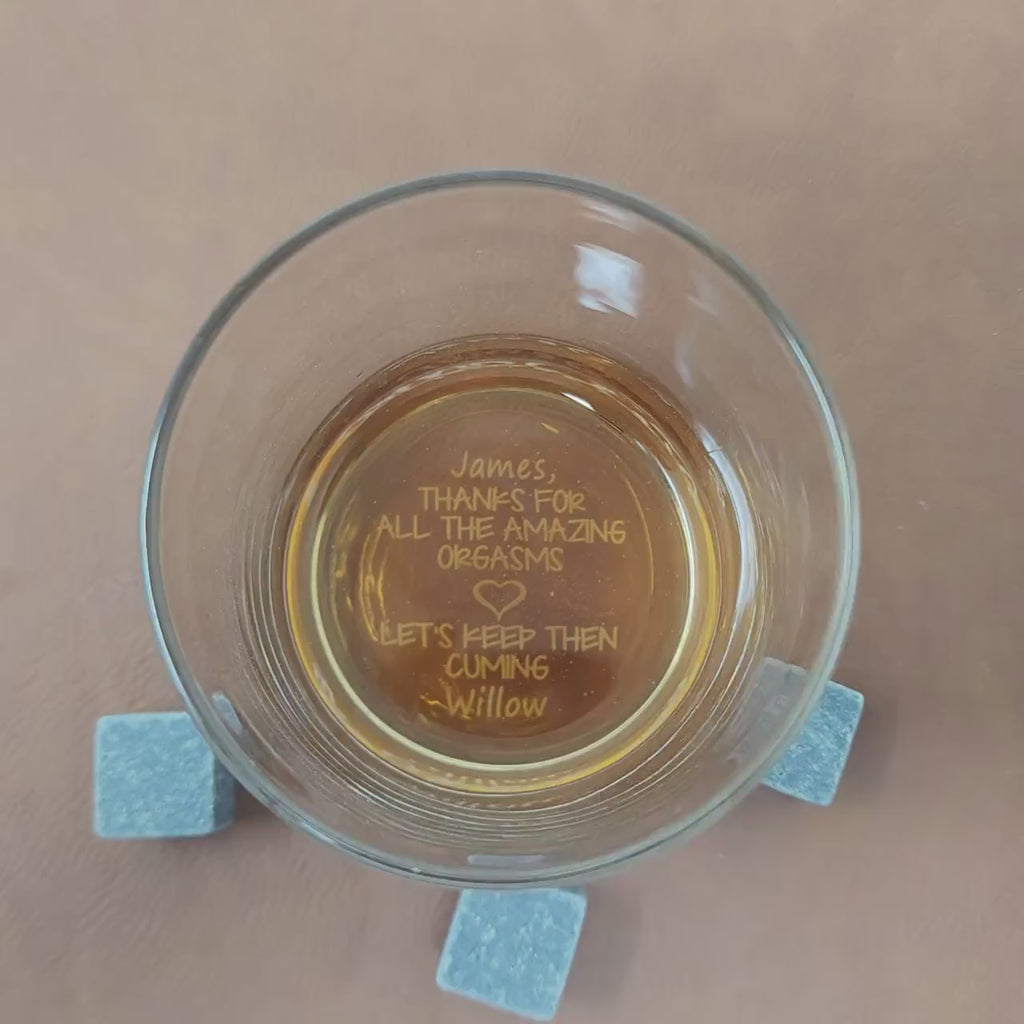 James,
THANKS FOR
ALL THE AMAZING
ORGASMS
LET'S KEEP THEN
CUMING
Willow